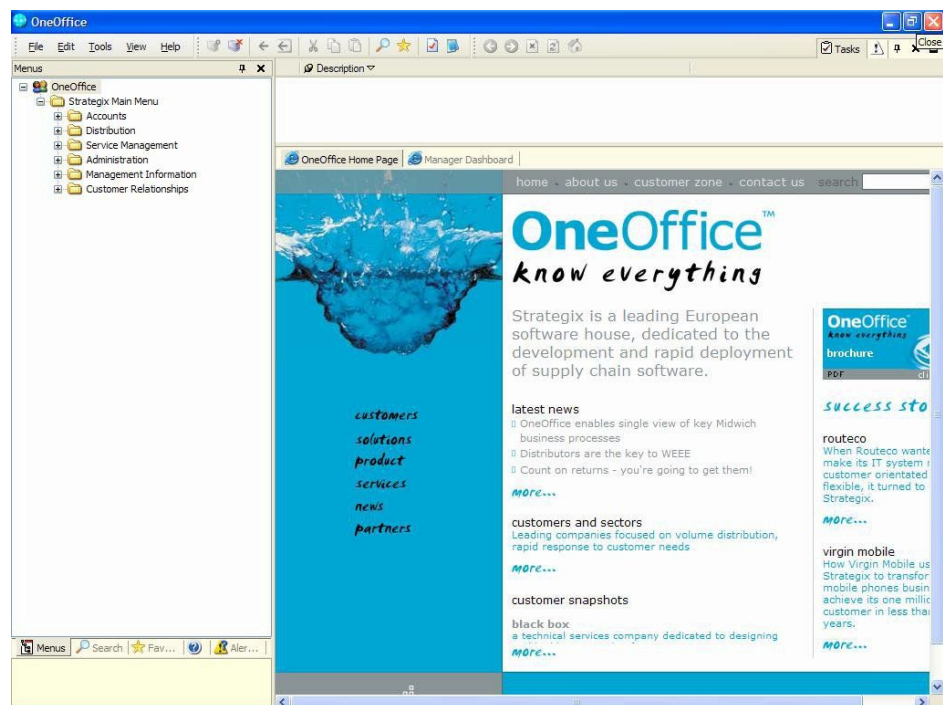 OneOffice
File Edit Tools View Help
Tasks
Close
Menus
Description
OneOffice
Strategix Main Menu
Accounts
Distribution
Service Management
Administration
Management Information
Customer Relationships
OneOffice Home Page
Manager Dashboard
home . about us . customer zone . contact us
search
OneOffice™
know everything
Strategix is a leading European
software house, dedicated to the
development and rapid deployment
of supply chain software.
customers
solutions
product
services
news
partners
latest news
OneOffice enables single view of key Midwich
business processes
Distributors are the key to WEEE
Count on returns - you're going to get them!
more...
customers and sectors
Leading companies focused on volume distribution,
rapid response to customer needs
more...
customer snapshots
black box
a technical services company dedicated to designing
more...
OneOffice
know everything
brochure
PDF cli
success sto
routeco
When Routeco wante
make its IT system
customer orientated
flexible, it turned to
Strategix.
more...
virgin mobile
How Virgin Mobile us
Strategix to transfor
mobile phones busin
achieve its one millio
customer in less tha
years.
more...
Menus Search Fav... Aler...